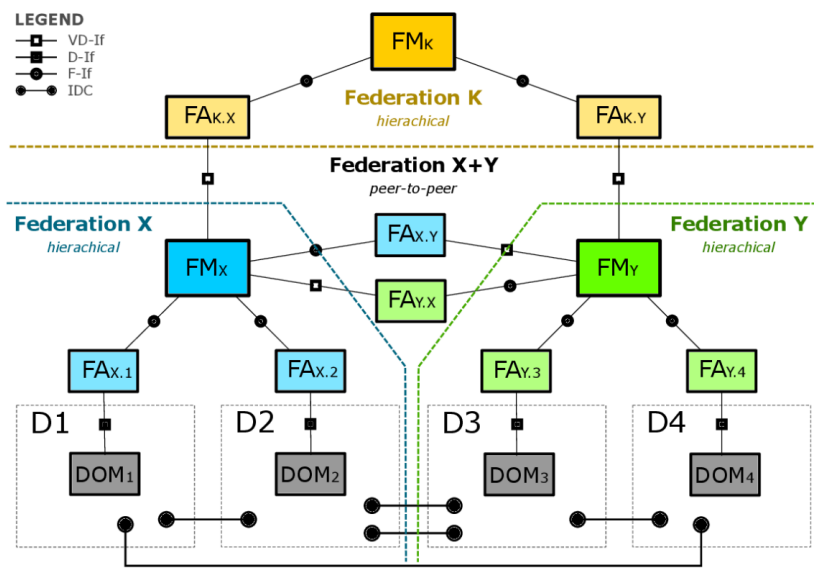 LEGEND
VD-If
D-If
F-If
IDC
FMK
Federation K
hierachical
FAK.X
FAK.Y
Federation X+Y
peer-to-peer
Federation X
hierachical
Federation Y
hierachical
FAX.Y
FMX
FMY
FAY.X
FAX.1
FAX.2
FAY.3
FAY.4
D1
D2
D3
D4
DOM1
DOM2
DOM3
DOM4